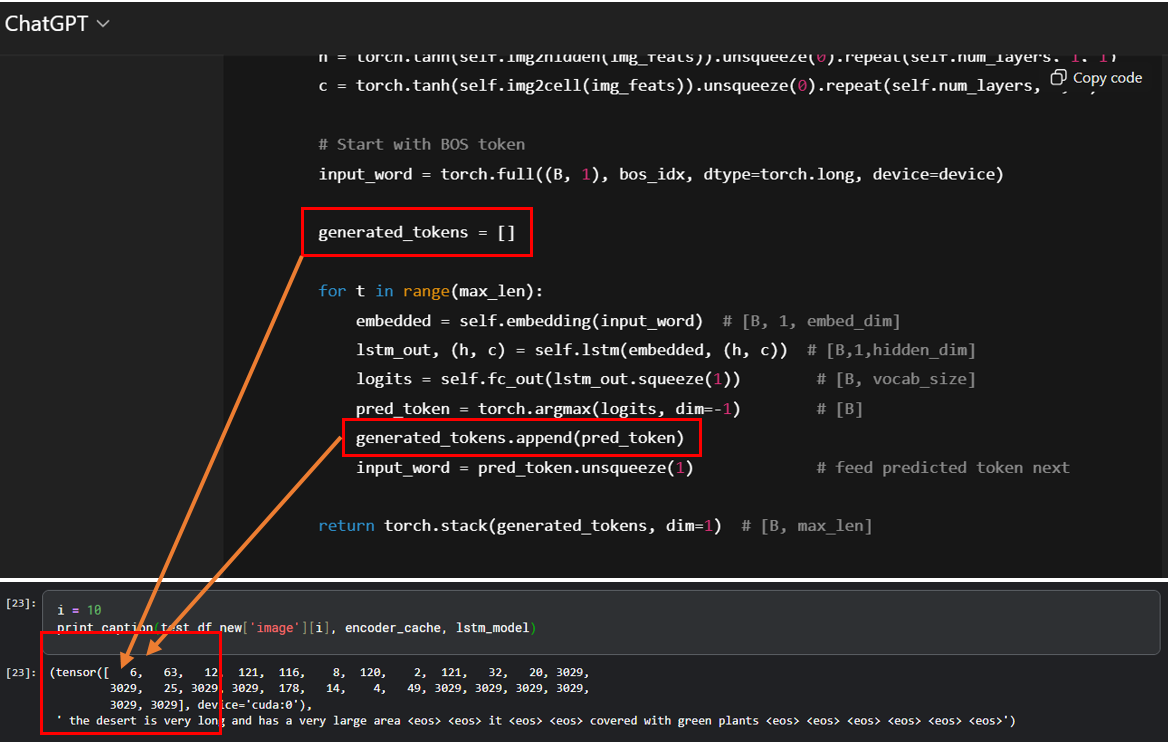 ChatGPT
h = torch.tanh(self.img2hidden(img_feats)).unsqueeze(0).repeat(self.num_layers, 1, 1)
Copy code
c = torch.tanh(self.img2cell(img_feats)).unsqueeze(0).repeat(self.num_layers,
# Start with BOS token
input_word = torch.full((B, 1), bos_idx, dtype=torch.long, device=device)
generated_tokens = []
for t in range(max_len):
embedded = self.embedding(input_word)  # [B, 1, embed_dim]
lstm_out, (h, c) = self.lstm(embedded, (h, c))  # [B,1,hidden_dim]
logits = self.fc_out(lstm_out.squeeze(1))  # [B, vocab_size]
pred_token = torch.argmax(logits, dim=-1)  # [B]
generated_tokens.append(pred_token)
input_word = pred_token.unsqueeze(1)  # feed predicted token next
return torch.stack(generated_tokens, dim=1)  # [B, max_len]
[23]:
i = 10
print_caption(test_df_new['image'][i], encoder_cache, lstm_model)
[23]: (tensor([ 6, 63, 12, 121, 116, 8, 120, 2, 121, 32, 20, 3029,
3029, 25, 3029, 3029, 178, 14, 4, 49, 3029, 3029, 3029, 3029,
3029, 3029], device='cuda:0'),
' the desert is very long and has a very large area <eos> <eos> it <eos> <eos> covered with green plants <eos> <eos> <eos> <eos> <eos> <eos>')